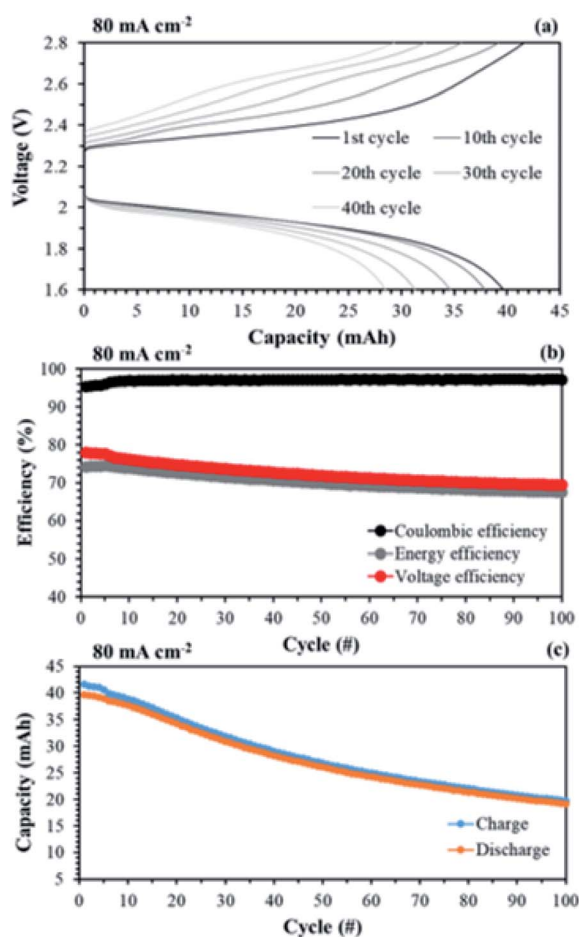 80 mA cm-2 (a)
2.8
2.6
2.4
2.2
2
1.8
1.6
Voltage (V)
1st cycle 10th cycle
20th cycle 30th cycle
40th cycle
0 5 10 15 20 25 30 35 40 45
Capacity (mAh)
80 mA cm-2 (b)
100
90
80
70
60
50
40
Efficiency (%)
Coulombic efficiency
Energy efficiency
Voltage efficiency
0 10 20 30 40 50 60 70 80 90 100
Cycle (#)
80 mA cm-2 (c)
45
40
35
30
25
20
15
10
5
Capacity (mAh)
Charge
Discharge
0 10 20 30 40 50 60 70 80 90 100
Cycle (#)